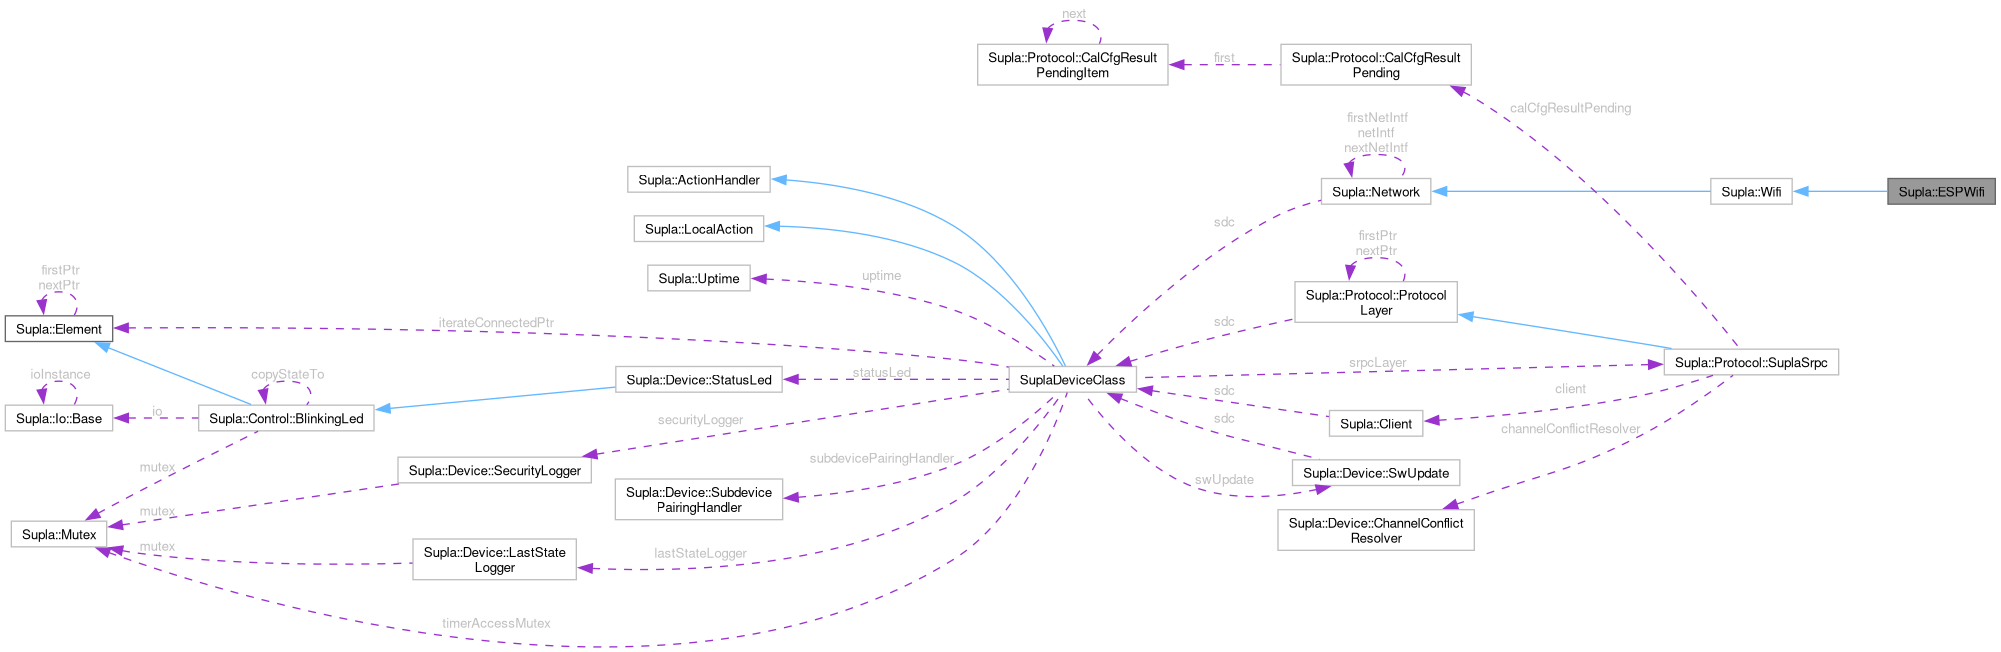 next
Supla::Protocol::CalCfgResult
PendingItem
first
Supla::Protocol::CalCfgResult
Pending
calCfgResultPending
firstNetIntf
netIntf
nextNetIntf
Supla::ActionHandler
Supla::Network
Supla::Wifi
Supla::ESPWifi
Supla::LocalAction
sdc
firstPtr
nextPtr
Supla::Uptime
uptime
firstPtr
nextPtr
Supla::Protocol::Protocol
Layer
Supla::Element
iterateConnectedPtr
sdc
Supla::Protocol::SuplaSrpc
srpcLayer
ioInstance
copyStateTo
Supla::Device::StatusLed
statusLed
SuplaDeviceClass
sdc
client
Supla::Io::Base
io
Supla::Control::BlinkingLed
securityLogger
sdc
Supla::Client
channelConflictResolver
mutex
Supla::Device::SecurityLogger
subdevicePairingHandler
swUpdate
Supla::Device::SwUpdate
Supla::Device::Subdevice
PairingHandler
mutex
Supla::Device::ChannelConflict
Resolver
Supla::Mutex
mutex
Supla::Device::LastState
Logger
lastStateLogger
timerAccessMutex